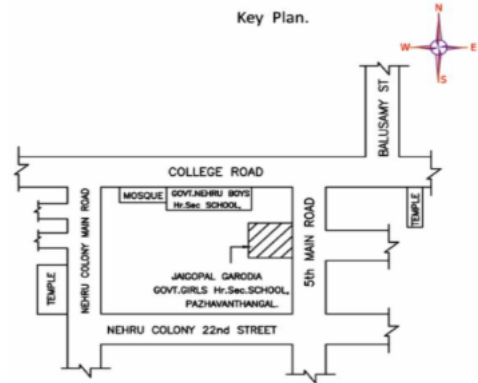 Key Plan.
N
W
E
S
BALUSAMY ST
COLLEGE ROAD
MOSQUE
GOVT.NEHRU BOYS
Hr.Sec SCHOOL,
TEMPLE
NEHRU COLONY MAIN ROAD
5th MAIN ROAD
TEMPLE
JAIGOPAL GARODIA
GOVT.GIRLS Hr.Sec.SCHOOL,
PAZHAVANTHANGAL.
NEHRU COLONY 22nd STREET